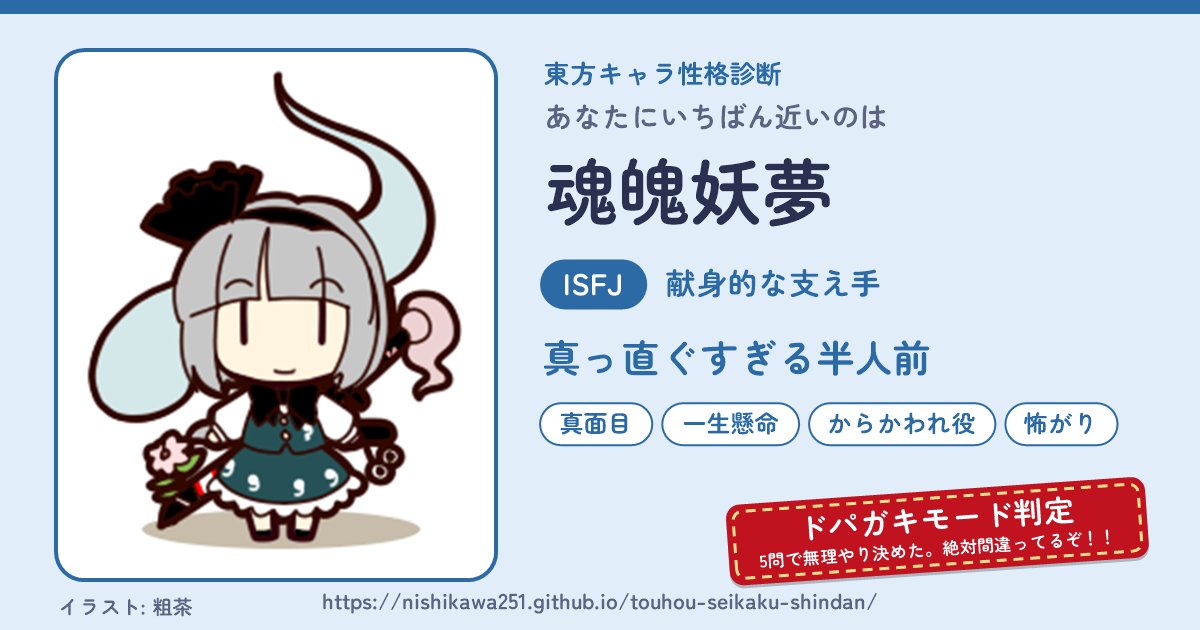 東方キャラ性格診断
あなたにいちばん近いのは
魂魄妖夢
ISFJ 献身的な支え手
真っ直ぐすぎる半人前
真面目 一生懸命 からかわれ役 怖がり
ドパガキモード判定
5問で無理やり決めた。絶対間違ってるぞ！！
イラスト: 粗茶
https://nishikawa251.github.io/touhou-seikaku-shindan/